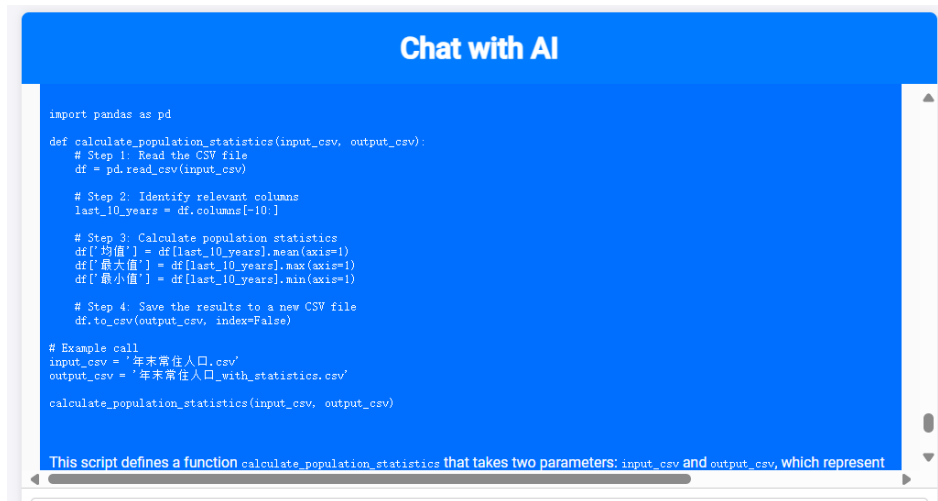 Chat with AI
import pandas as pd
def calculate_population_statistics(input_csv, output_csv):
    # Step 1: Read the CSV file
    df = pd.read_csv(input_csv)
    # Step 2: Identify relevant columns
    last_10_years = df.columns[-10:]
    # Step 3: Calculate population statistics
    df['均值'] = df[last_10_years].mean(axis=1)
    df['最大值'] = df[last_10_years].max(axis=1)
    df['最小值'] = df[last_10_years].min(axis=1)
    # Step 4: Save the results to a new CSV file
    df.to_csv(output_csv, index=False)
# Example call
input_csv = '年末常住人口.csv'
output_csv = '年末常住人口_with_statistics.csv'
calculate_population_statistics(input_csv, output_csv)
This script defines a function calculate_population_statistics that takes two parameters: input_csv and output_csv, which represent